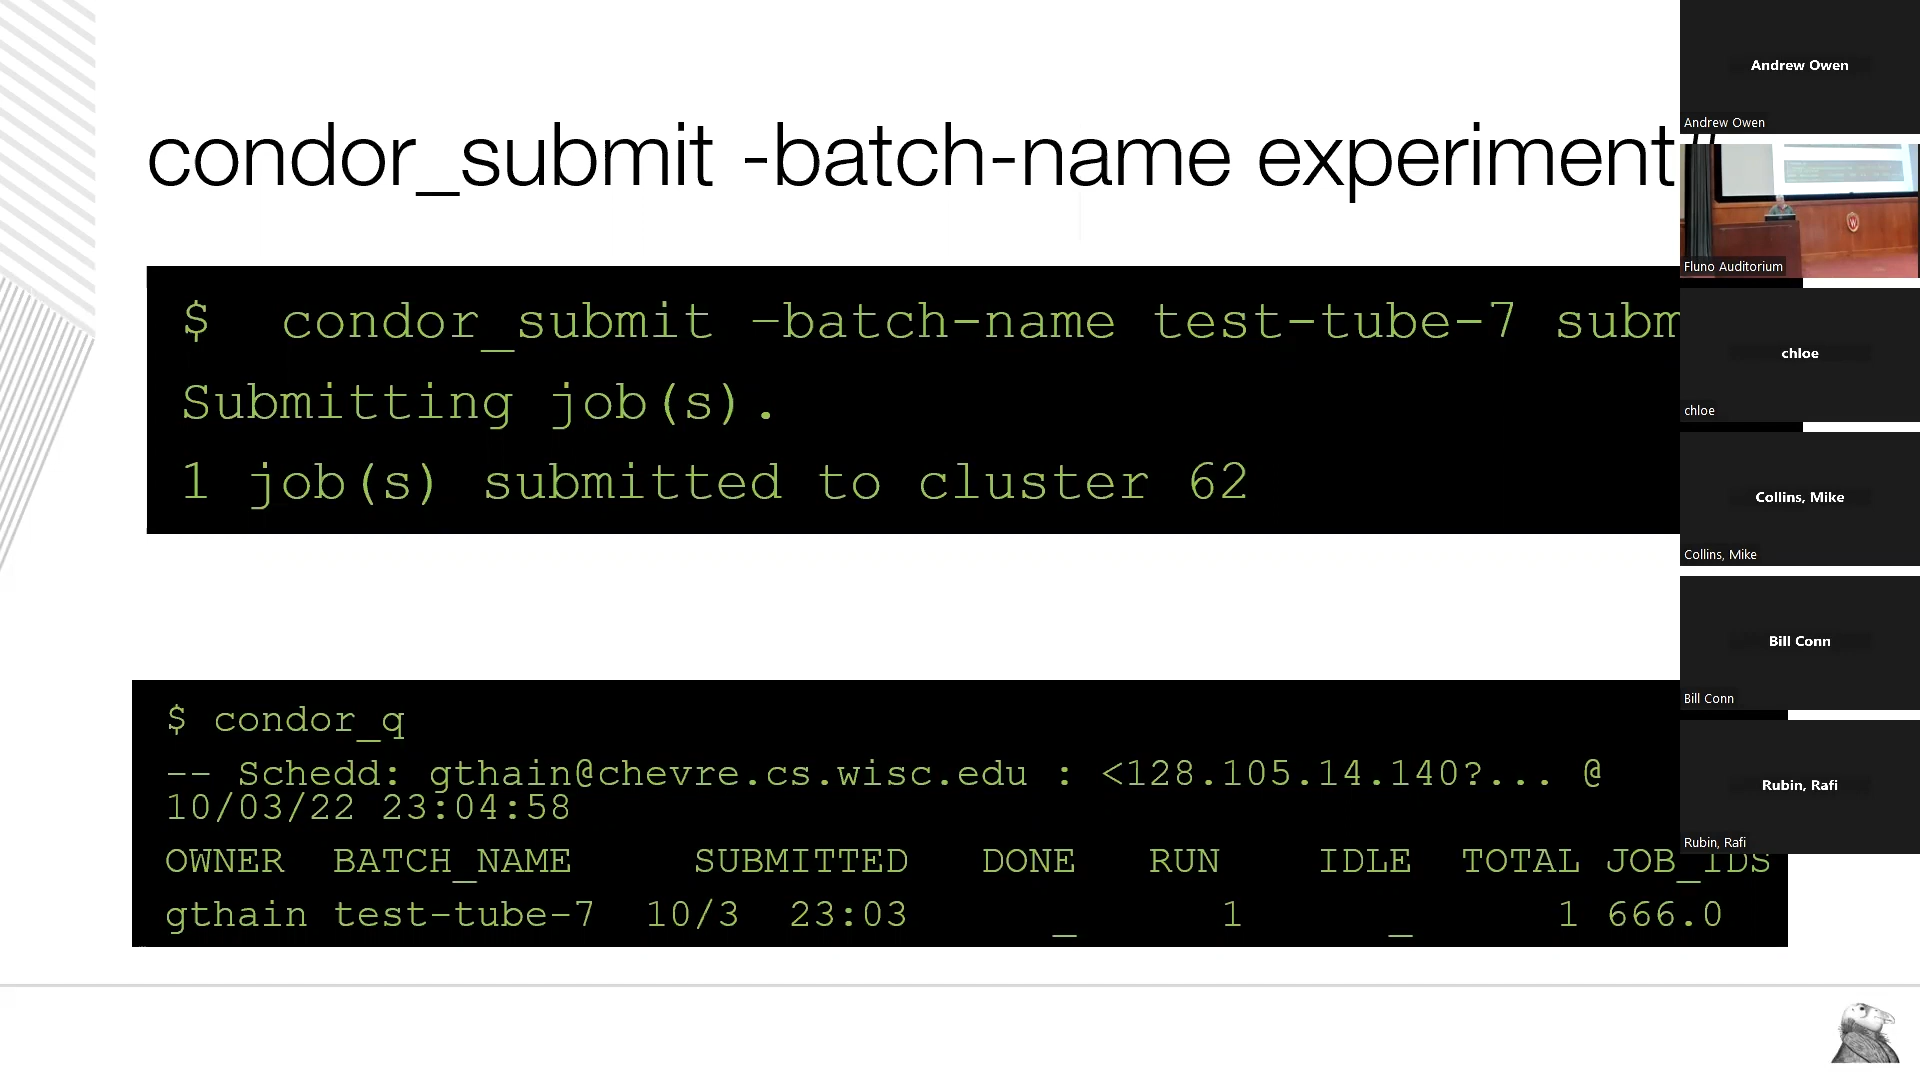 condor_submit -batch-name experiment
$ condor_submit –batch-name test-tube-7 subm
Submitting job(s).
1 job(s) submitted to cluster 62
$ condor_q
-- Schedd: gthain@chevre.cs.wisc.edu : <128.105.14.140?... @
10/03/22 23:04:58
OWNER BATCH_NAME SUBMITTED DONE RUN IDLE TOTAL JOB_IDS
gthain test-tube-7 10/3 23:03 _ 1 _ 1 666.0
Andrew Owen
Andrew Owen
Fluno Auditorium
chloe
chloe
Collins, Mike
Collins, Mike
Bill Conn
Bill Conn
Rubin, Rafi
Rubin, Rafi